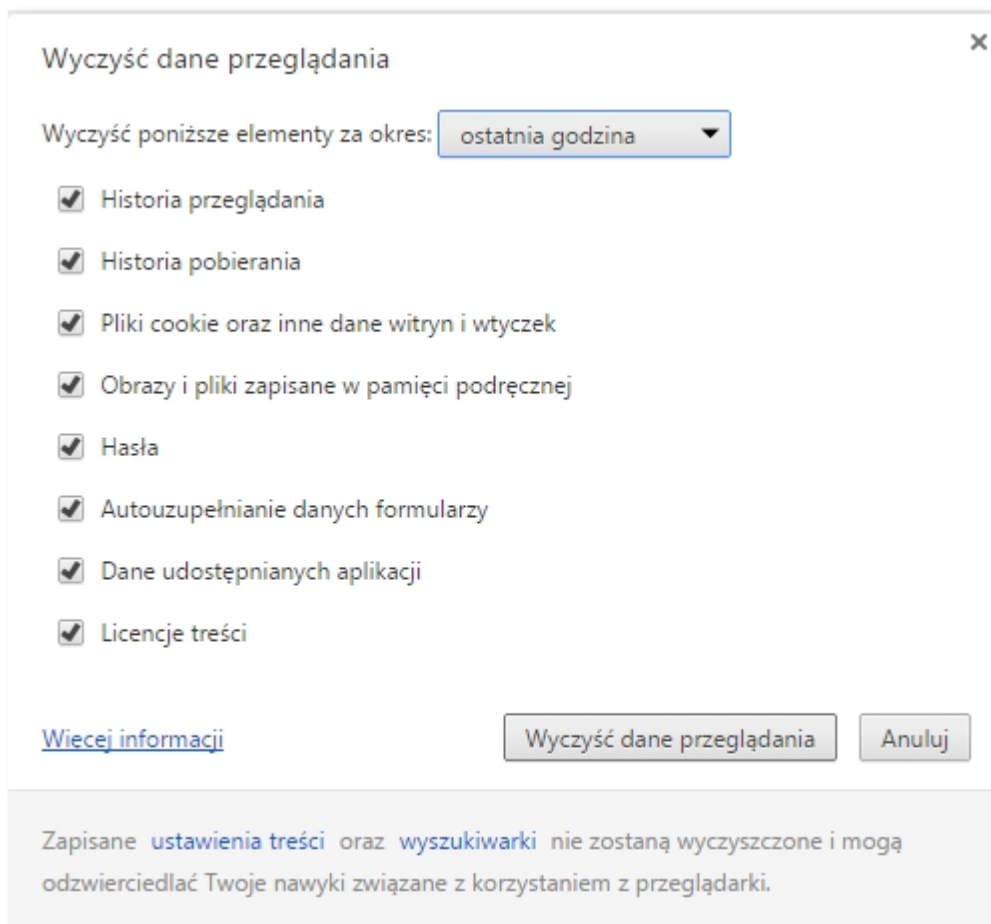 Wyczyść dane przeglądania
Wyczyść poniższe elementy za okres: ostatnia godzina
Historia przeglądania
Historia pobierania
Pliki cookie oraz inne dane witryn i wtyczek
Obrazy i pliki zapisane w pamięci podręcznej
Hasła
Autouzupełnianie danych formularzy
Dane udostępnianych aplikacji
Licencje treści
Więcej informacji Wyczyść dane przeglądania Anuluj
Zapisane ustawienia treści oraz wyszukiwarki nie zostaną wyczyszczone i mogą
odzwierciedlać Twoje nawyki związane z korzystaniem z przeglądarki.